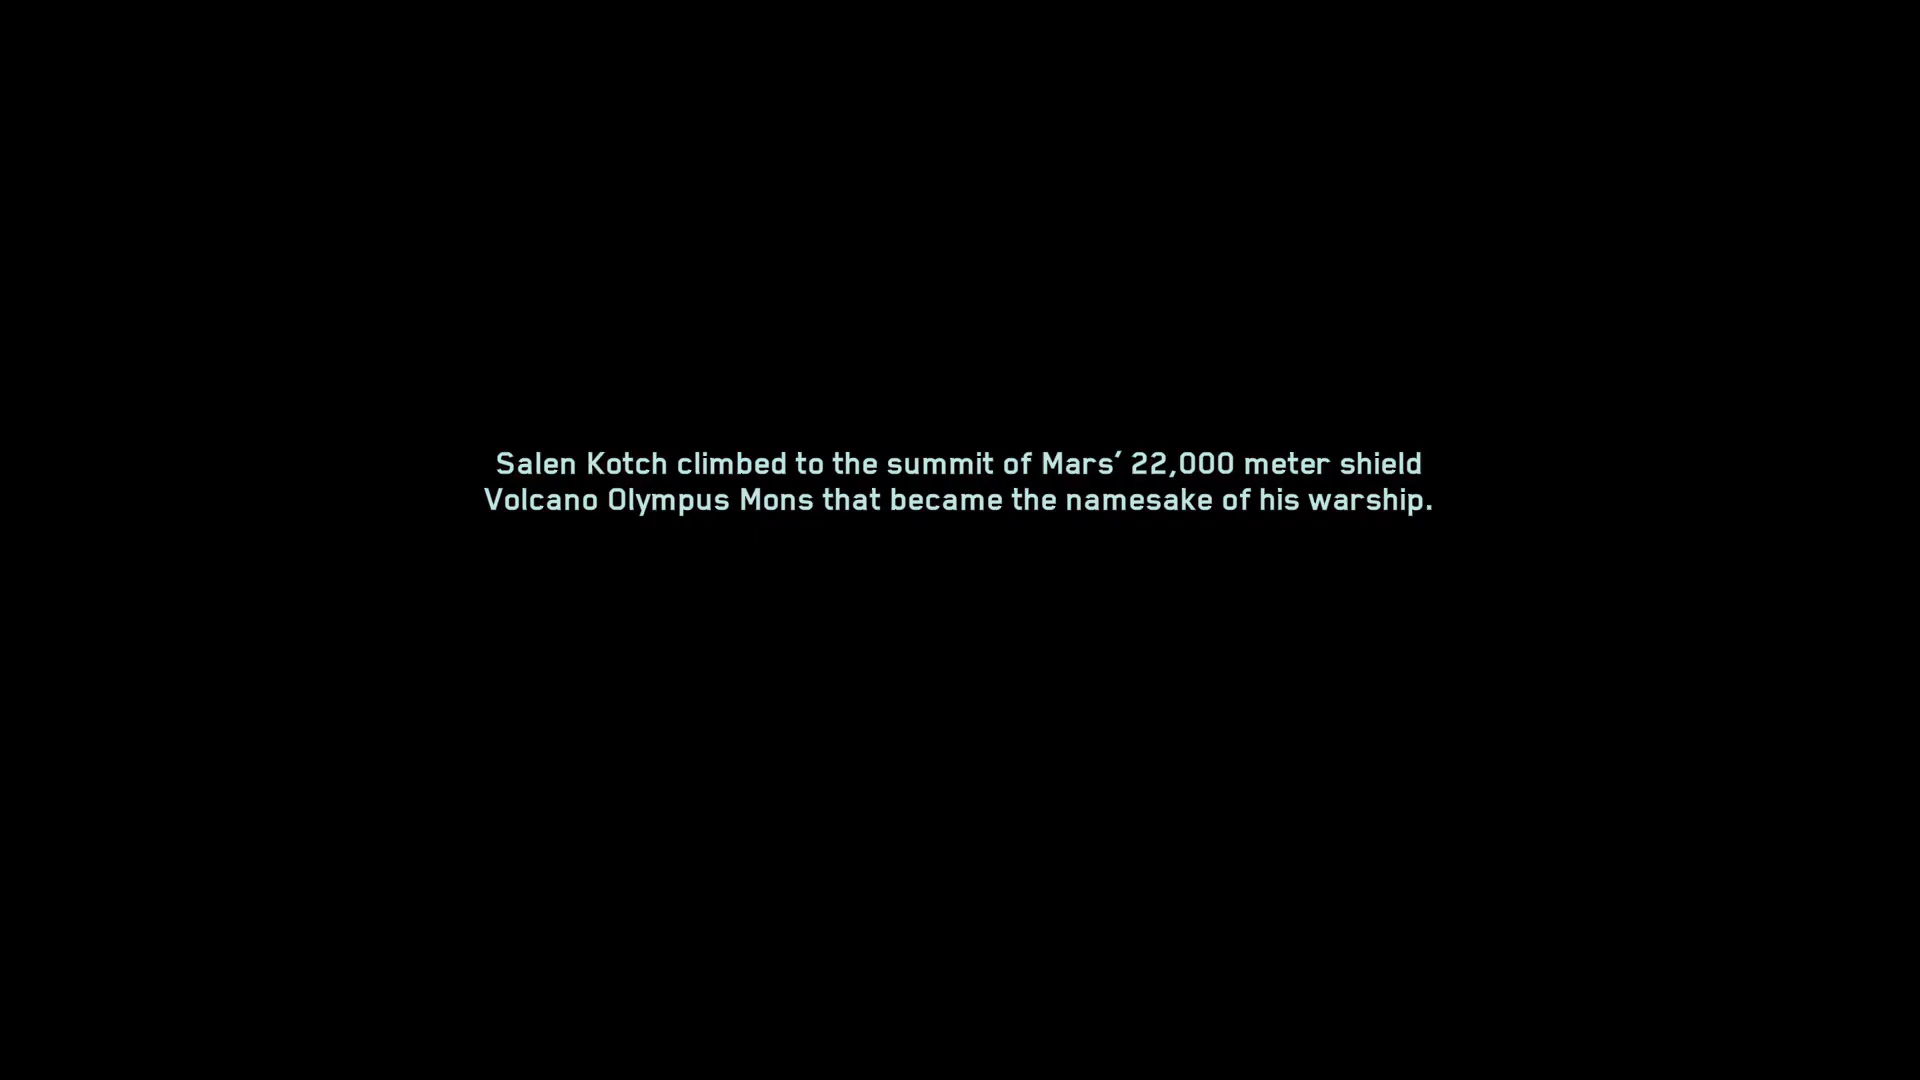 Salen Kotch climbed to the summit of Mars’ 22,000 meter shield
Volcano Olympus Mons that became the namesake of his warship.